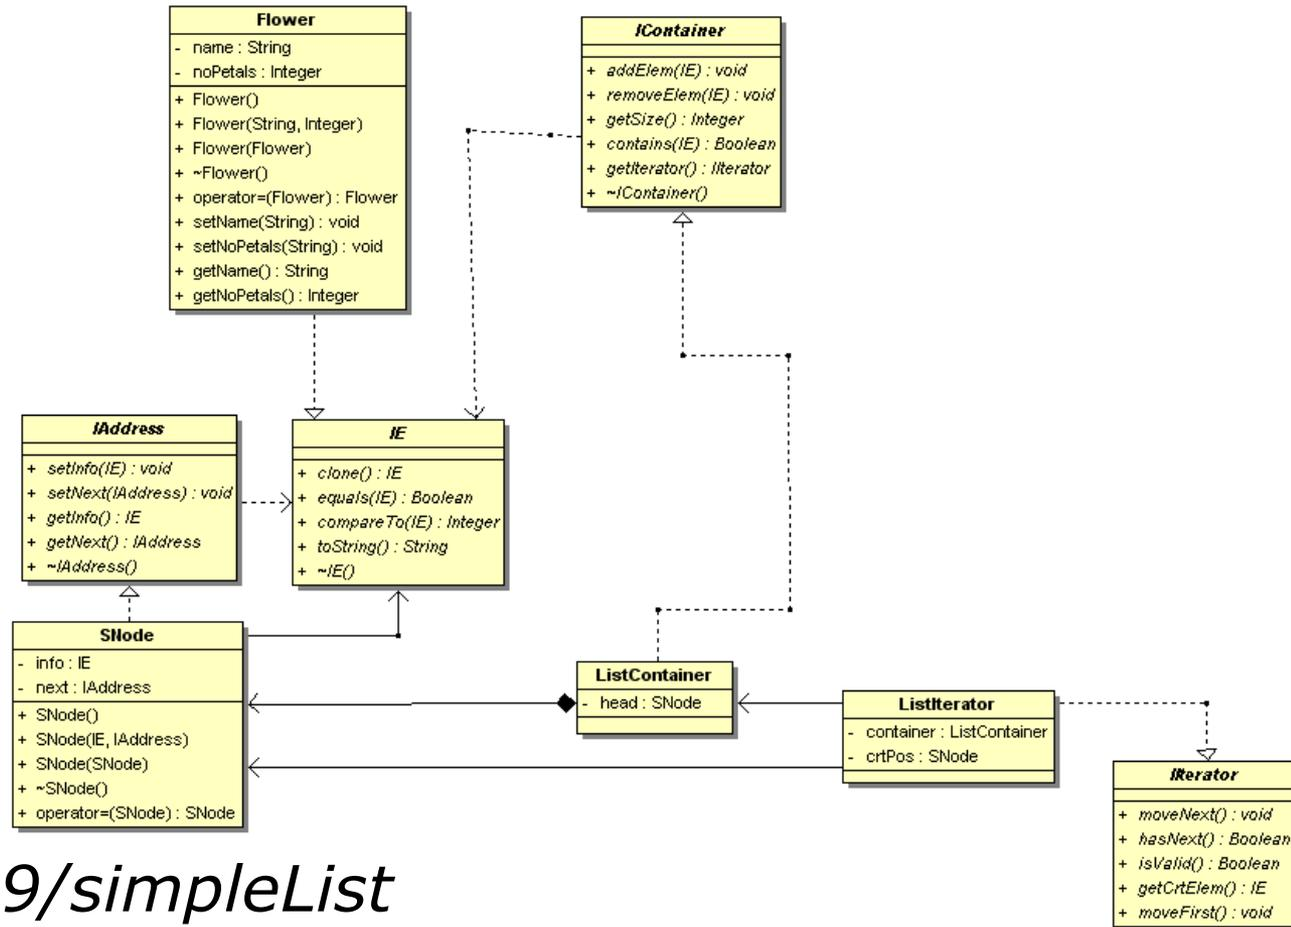 Flower
- name : String
- noPetals : Integer
+ Flower()
+ Flower(String, Integer)
+ Flower(Flower)
+ ~Flower()
+ operator=(Flower) : Flower
+ setName(String) : void
+ setNoPetals(String) : void
+ getName() : String
+ getNoPetals() : Integer
IContainer
+ addElem(IE) : void
+ removeElem(IE) : void
+ getSize() : Integer
+ contains(IE) : Boolean
+ getIterator() : IIterator
+ ~IContainer()
IAddress
+ setInfo(IE) : void
+ setNext(IAddress) : void
+ getInfo() : IE
+ getNext() : IAddress
+ ~IAddress()
IE
+ clone() : IE
+ equals(IE) : Boolean
+ compareTo(IE) : Integer
+ toString() : String
+ ~IE()
SNode
- info : IE
- next : IAddress
+ SNode()
+ SNode(IE, IAddress)
+ SNode(SNode)
+ ~SNode()
+ operator=(SNode) : SNode
ListContainer
- head : SNode
ListIterator
- container : ListContainer
- crtPos : SNode
IIterator
+ moveNext() : void
+ hasNext() : Boolean
+ isValid() : Boolean
+ getCrtElem() : IE
+ moveFirst() : void
9/simpleList